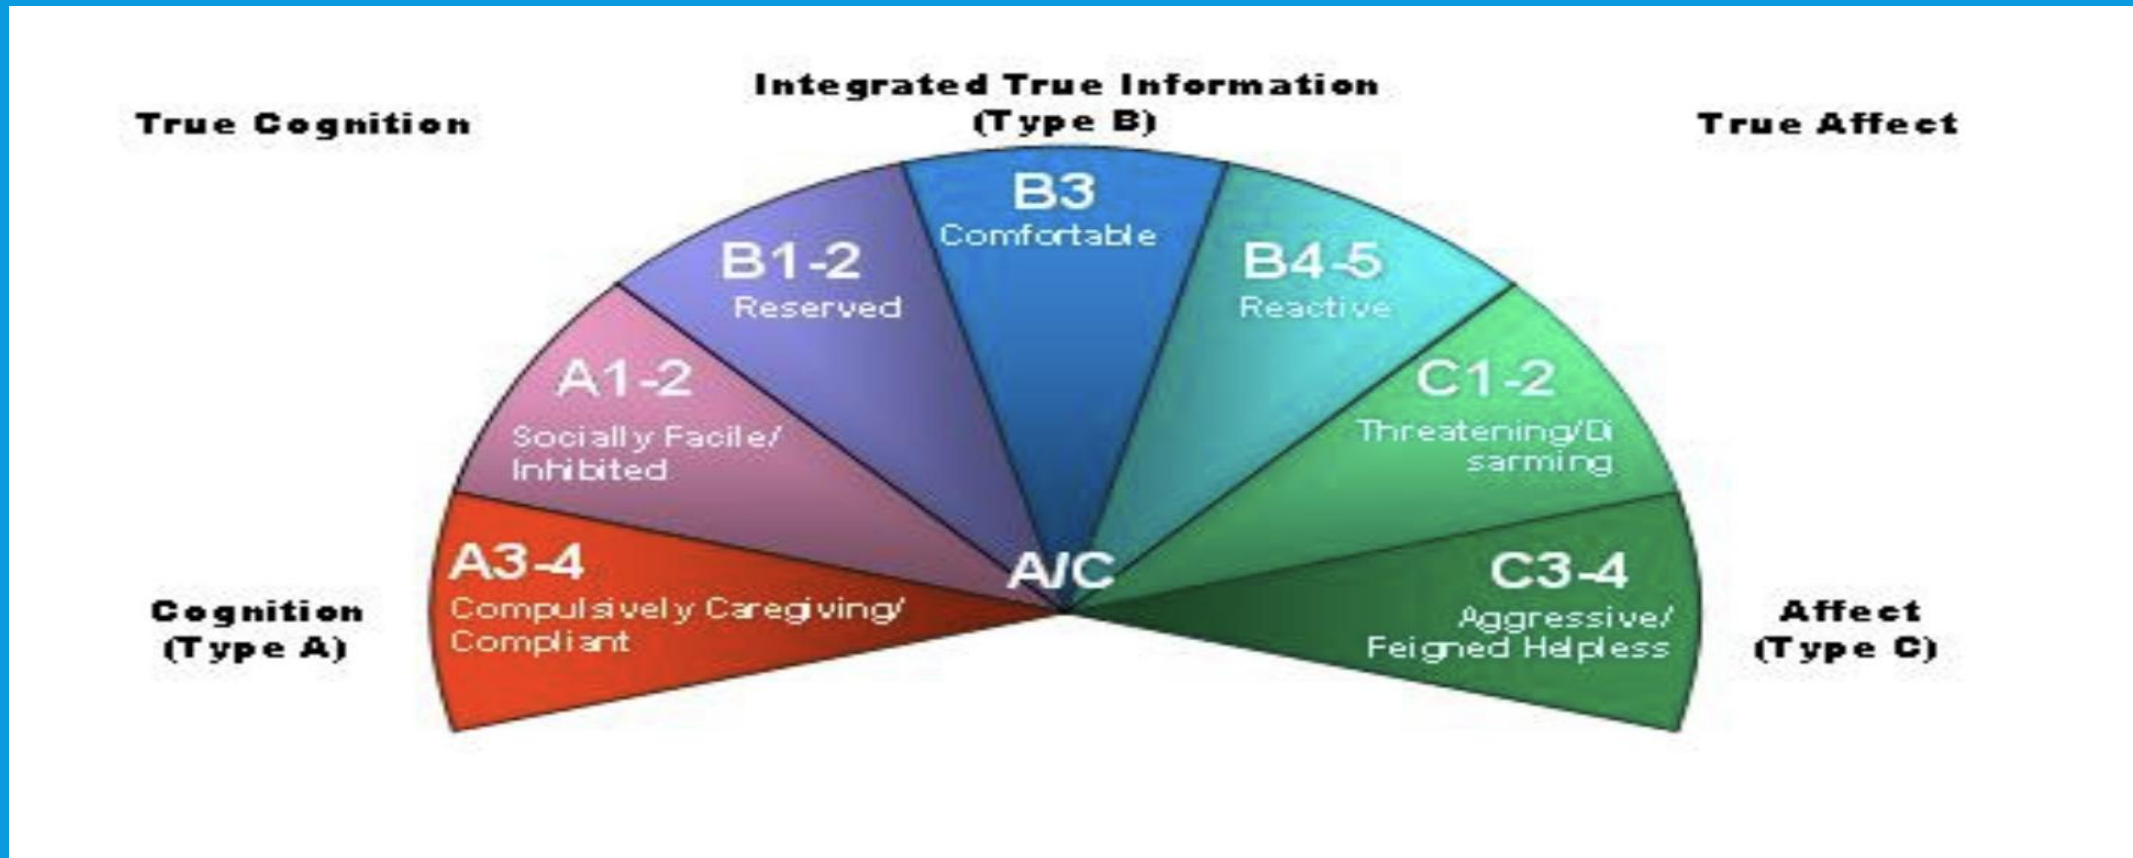 Integrated True Information
(Type B)
True Cognition
True Affect
B3
Comfortable
B1-2
Reserved
B4-5
Reactive
A1-2
Socially Facile/
Inhibited
C1-2
Threatening/Di
sarming
A3-4
Compulsively Caregiving/
Compliant
A/C
C3-4
Aggressive/
Feigned Helpless
Cognition
(Type A)
Affect
(Type C)